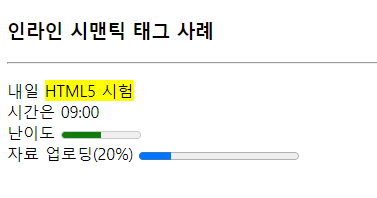 인라인 시맨틱 태그 사례
내일 HTML5 시험
시간은 09:00
난이도
자료 업로딩(20%)